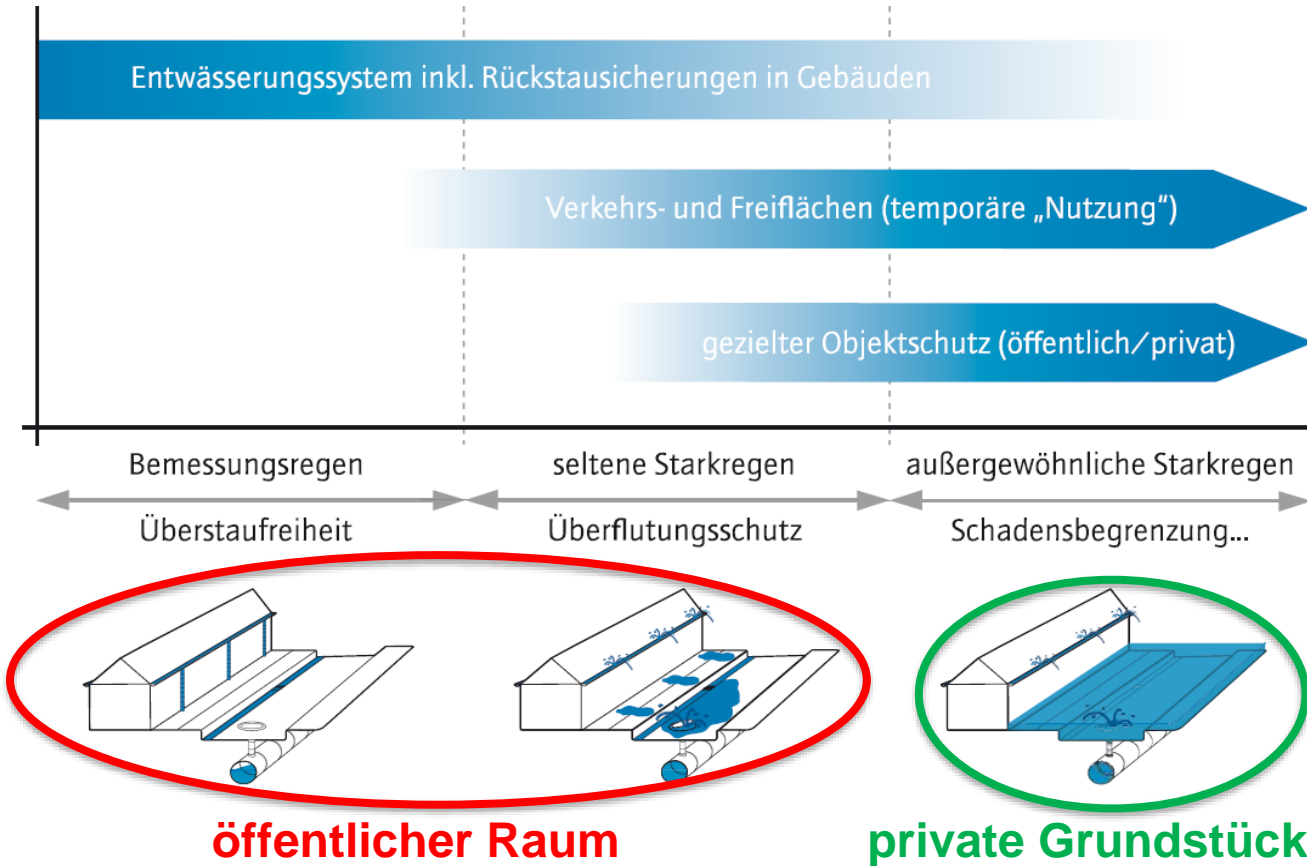 Entwässerungssystem inkl. Rückstausicherungen in Gebäuden
Verkehrs- und Freiflächen (temporäre „Nutzung")
gezielter Objektschutz (öffentlich/privat)
Bemessungsregen
seltene Starkregen
außergewöhnliche Starkregen
Überstaufreiheit
Überflutungsschutz
Schadensbegrenzung...
öffentlicher Raum
private Grundstück